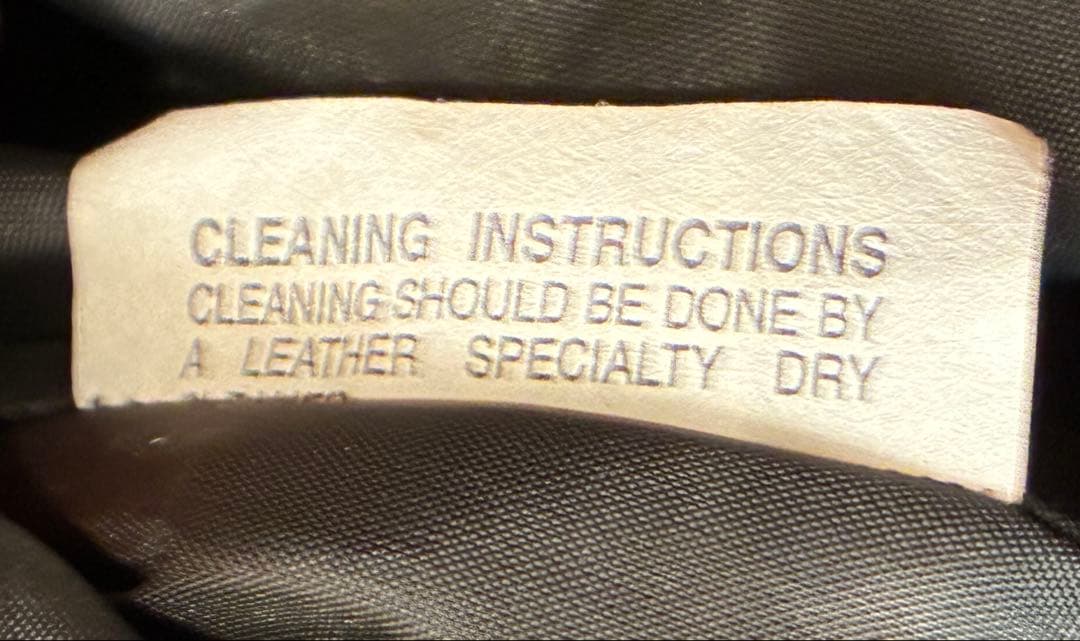 CLEANING INSTRUCTIONS
CLEANING SHOULD BE DONE BY
A LEATHER SPECIALTY DRY